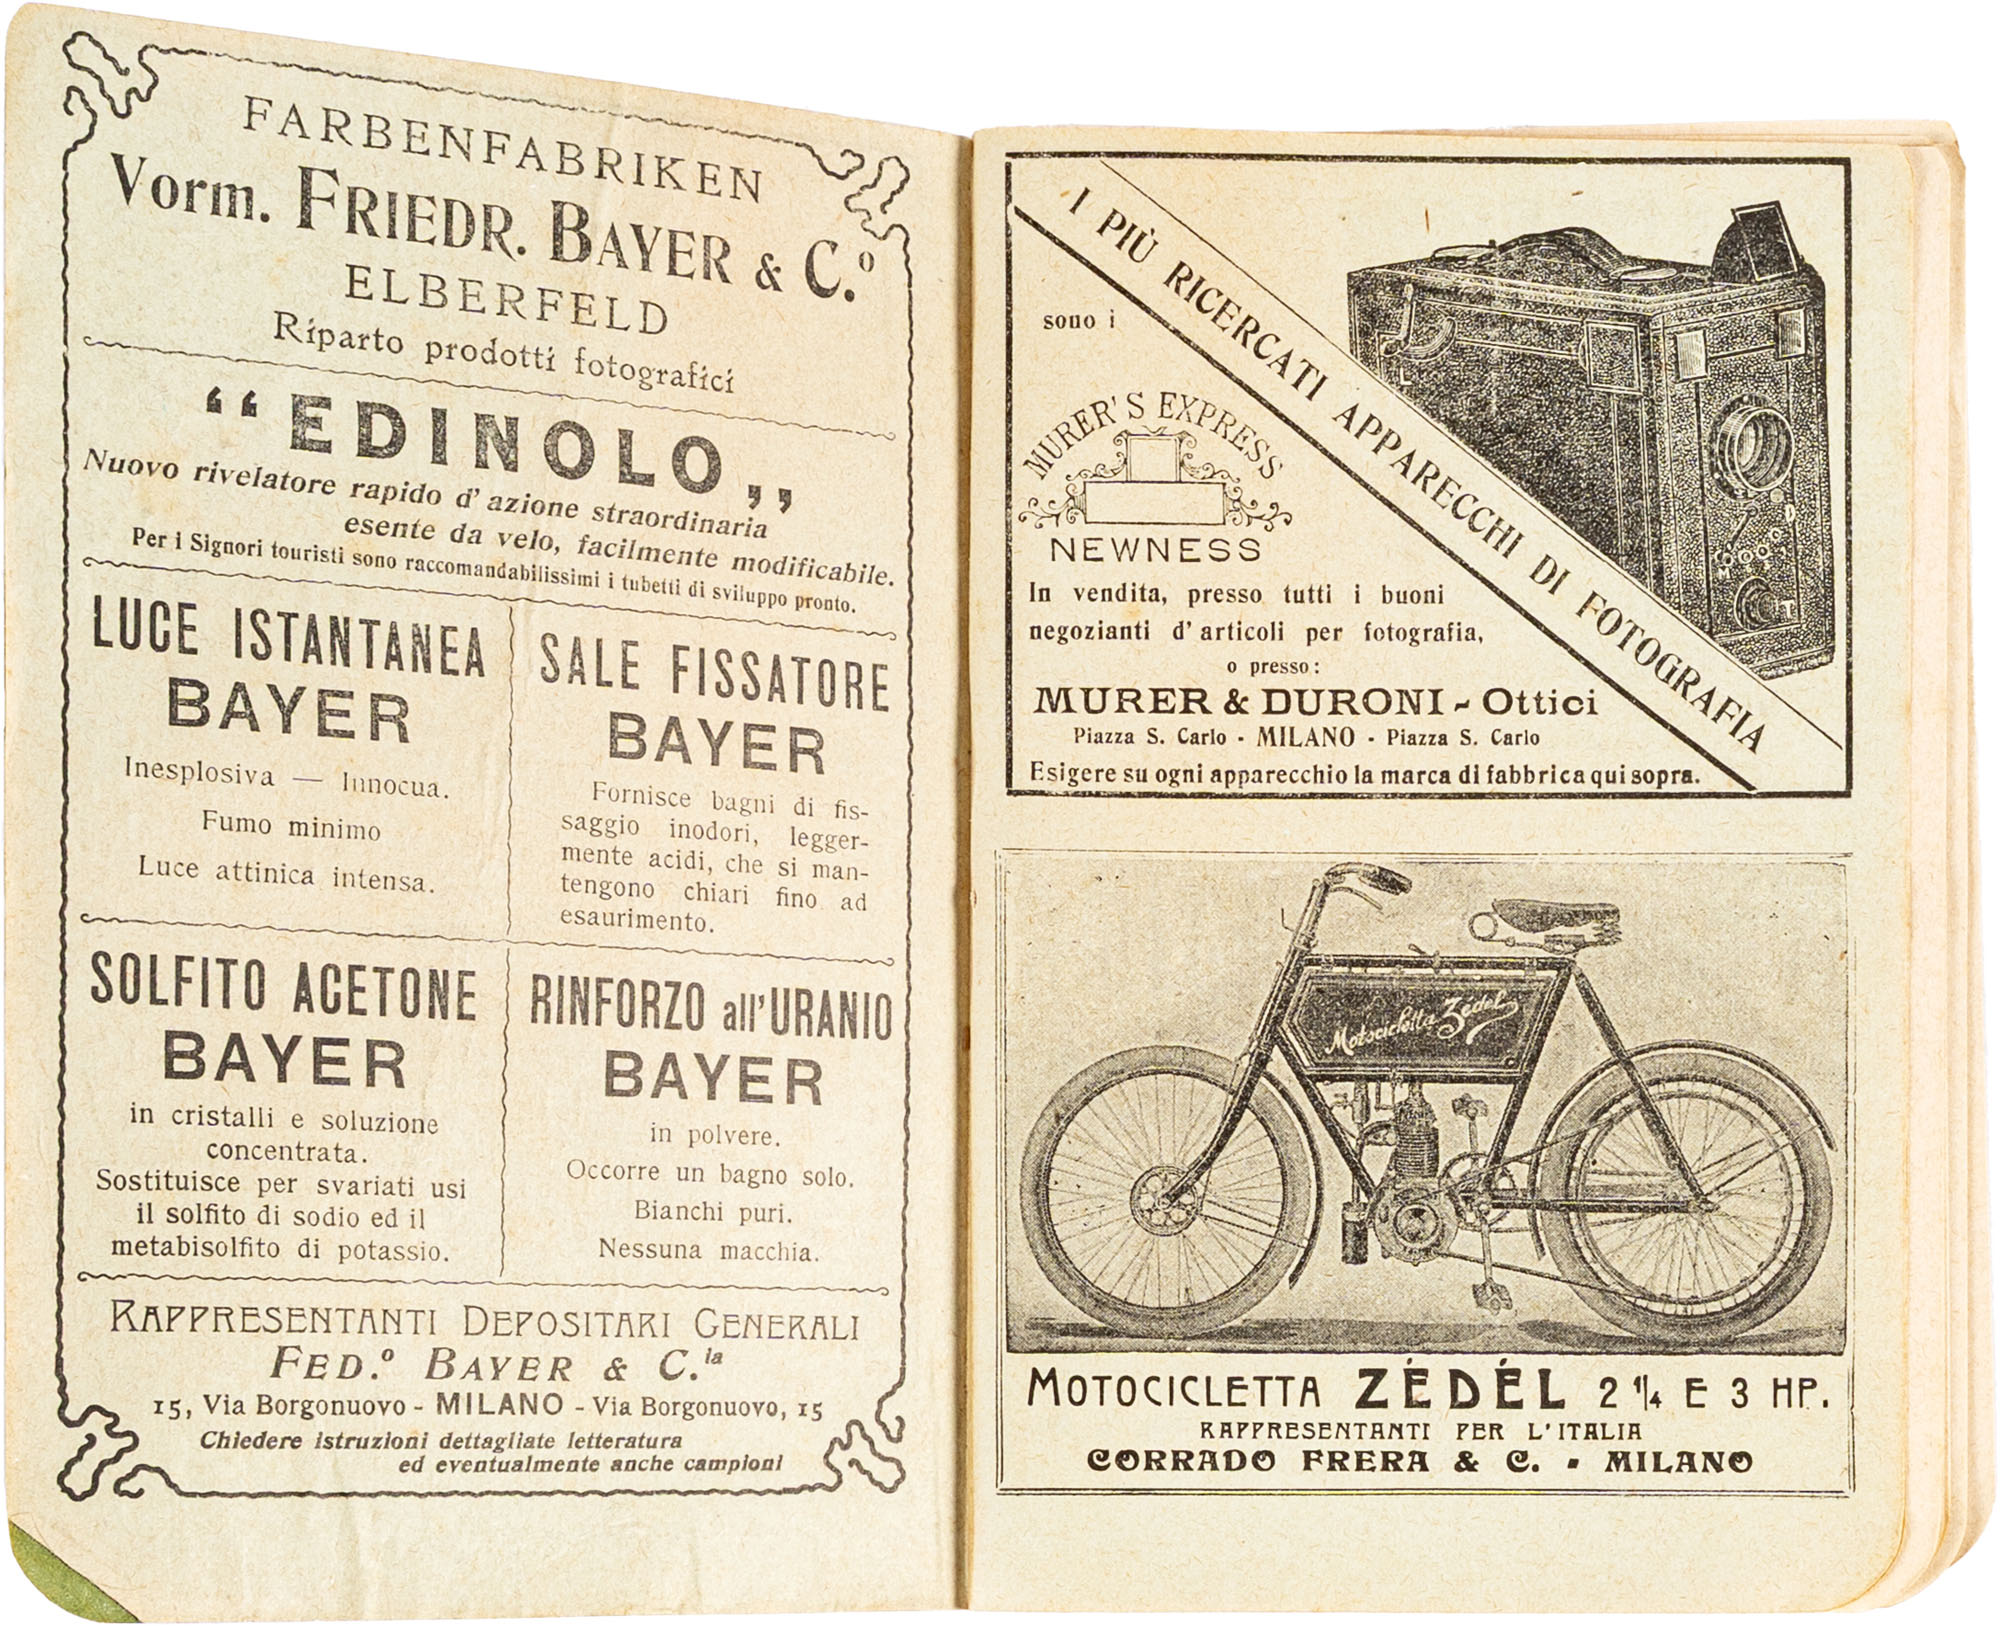 FARBENFABRIKEN
Vorm. FRIEDR. BAYER & C.º
ELBERFELD
Riparto prodotti fotografici
“EDINOLO„
Nuovo rivelatore rapido d' azione straordinaria
esente da velo, facilmente modificabile.
Per i Signori touristi sono raccomandabilissimi i tubetti di sviluppo pronto.
LUCE ISTANTANEA
BAYER
Inesplosiva — Innocua.
Fumo minimo
Luce attinica intensa.
SALE FISSATORE
BAYER
Fornisce bagni di fis-
saggio inodori, legger-
mente acidi, che si man-
tengono chiari fino ad
esaurimento.
SOLFITO ACETONE
BAYER
in cristalli e soluzione
concentrata.
Sostituisce per svariati usi
il solfito di sodio ed il
metabisolfito di potassio.
RINFORZO all'URANIO
BAYER
in polvere.
Occorre un bagno solo.
Bianchi puri.
Nessuna macchia.
RAPPRESENTANTI DEPOSITARI GENERALI
FED.º BAYER & C.ia
15, Via Borgonuovo - MILANO - Via Borgonuovo, 15
Chiedere istruzioni dettagliate letteratura
ed eventualmente anche campioni
I PIÙ RICERCATI APPARECCHI DI FOTOGRAFIA
sono i
MURER'S EXPRESS
NEWNESS
In vendita, presso tutti i buoni
negozianti d' articoli per fotografia,
o presso:
MURER & DURONI - Ottici
Piazza S. Carlo - MILANO - Piazza S. Carlo
Esigere su ogni apparecchio la marca di fabbrica qui sopra.
Motocicletta Zédel
MOTOCICLETTA ZÉDÉL 2 1/4 E 3 HP.
RAPPRESENTANTI PER L'ITALIA
CORRADO FRERA & C. - MILANO